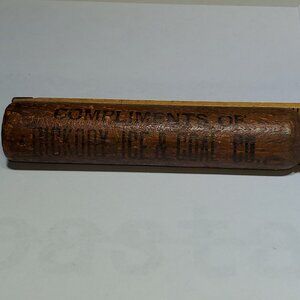 COMPLIMENTS OF
HICKORY ICE & COAL CO.